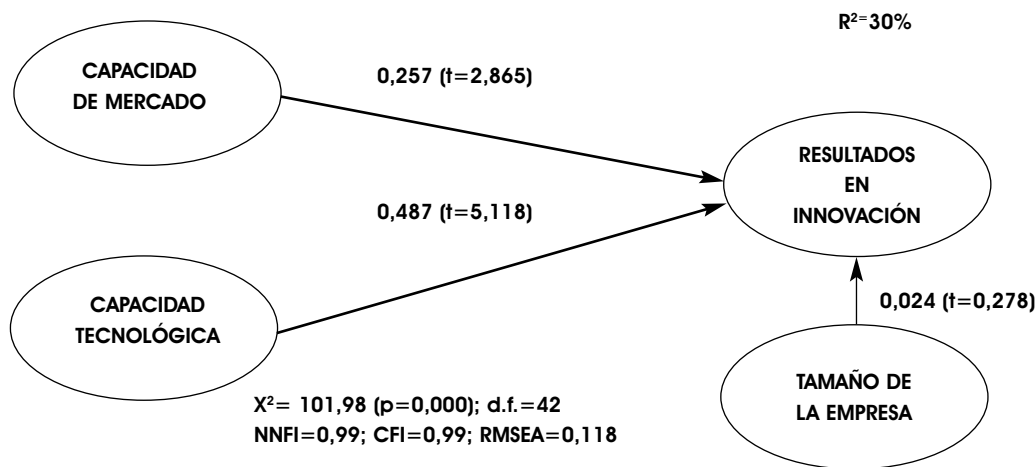 R²=30%
CAPACIDAD
DE MERCADO
0,257 (t=2,865)
RESULTADOS
EN
INNOVACIÓN
0,487 (t=5,118)
CAPACIDAD
TECNOLÓGICA
0,024 (t=0,278)
TAMAÑO DE
LA EMPRESA
X²= 101,98 (p=0,000); d.f.=42
NNFI=0,99; CFI=0,99; RMSEA=0,118